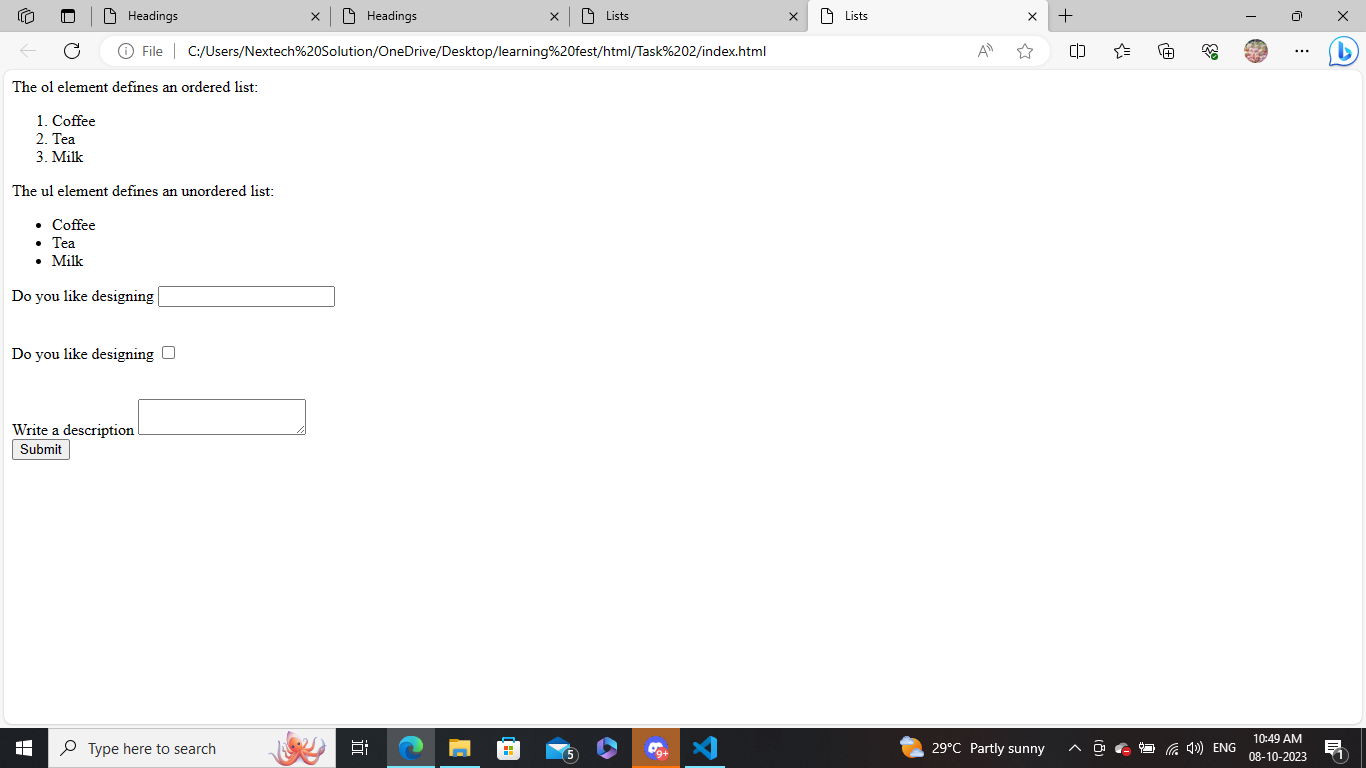 Headings
Headings
Lists
Lists
File
C:/Users/Nextech%20Solution/OneDrive/Desktop/learning%20fest/html/Task%202/index.html
The ol element defines an ordered list:
1. Coffee
2. Tea
3. Milk
The ul element defines an unordered list:
• Coffee
• Tea
• Milk
Do you like designing
Do you like designing
Write a description
Submit
Type here to search
5
9+
29°C Partly sunny
ENG
10:49 AM
08-10-2023
1